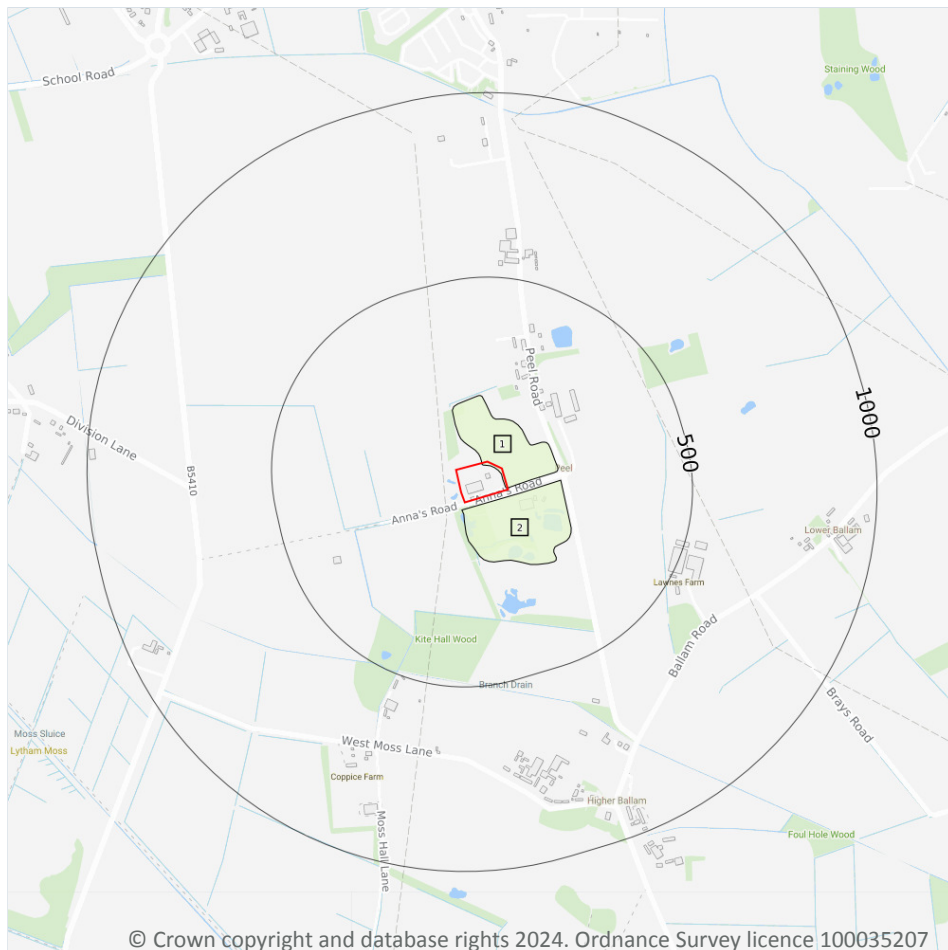 School Road
Staining Wood
1000
Peel Road
Division Lane
B5410
500
1
Peel
Anna's Road
Anna's Road
2
Lower Ballam
Lawnes Farm
Ballam Road
Kite Hall Wood
Branch Drain
Brays Road
Moss Sluice
Lytham Moss
West Moss Lane
Coppice Farm
Higher Ballam
Moss Hall Lane
Foul Hole Wood
© Crown copyright and database rights 2024. Ordnance Survey licence 100035207